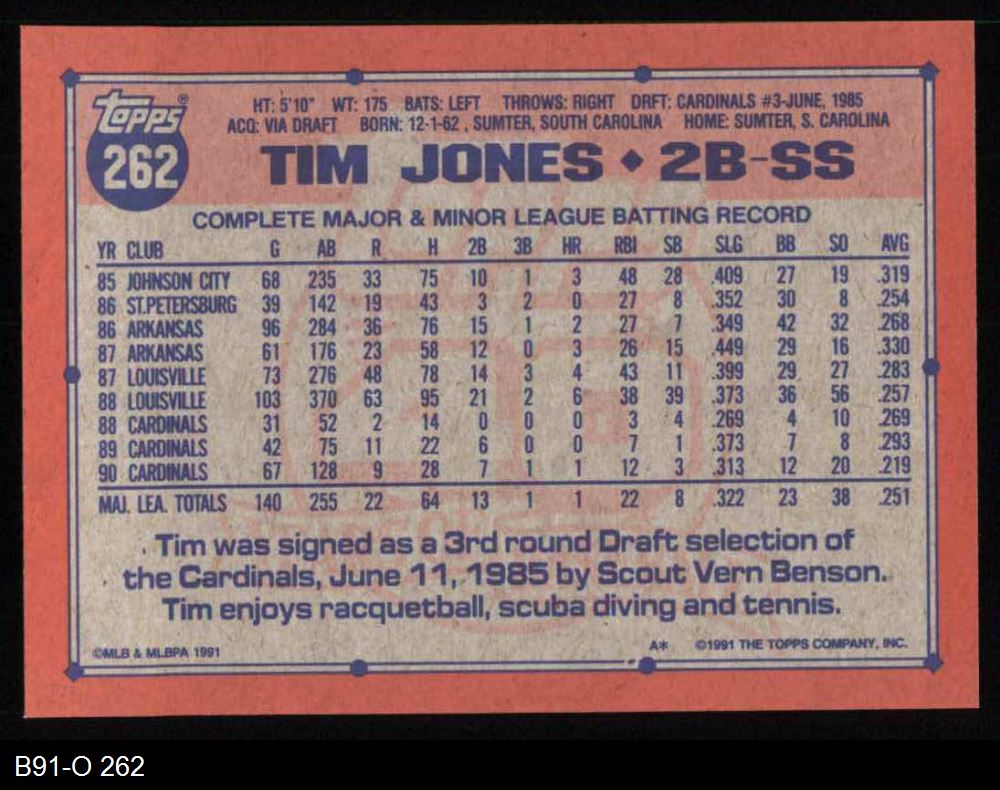 Topps®
262
HT: 5'10" WT: 175 BATS: LEFT THROWS: RIGHT DRFT: CARDINALS #3-JUNE, 1985
ACQ: VIA DRAFT BORN: 12-1-62 , SUMTER, SOUTH CAROLINA HOME: SUMTER, S. CAROLINA
TIM JONES ◆ 2B-SS
COMPLETE MAJOR & MINOR LEAGUE BATTING RECORD
YR CLUB G AB R H 2B 3B HR RBI SB SLG BB SO AVG
85 JOHNSON CITY 68 235 33 75 10 1 3 48 28 .409 27 19 .319
86 ST.PETERSBURG 39 142 19 43 3 2 0 27 8 .352 30 8 .254
86 ARKANSAS 96 284 36 76 15 1 2 27 7 .349 42 32 .268
87 ARKANSAS 61 176 23 58 12 0 3 26 15 .449 29 16 .330
87 LOUISVILLE 73 276 48 78 14 3 4 43 11 .399 29 27 .283
88 LOUISVILLE 103 370 63 95 21 2 6 38 39 .373 36 56 .257
88 CARDINALS 31 52 2 14 0 0 0 3 4 .269 4 10 .269
89 CARDINALS 42 75 11 22 6 0 0 7 1 .373 7 8 .293
90 CARDINALS 67 128 9 28 7 1 1 12 3 .313 12 20 .219
MAJ. LEA. TOTALS 140 255 22 64 13 1 1 22 8 .322 23 38 .251
Tim was signed as a 3rd round Draft selection of
the Cardinals, June 11, 1985 by Scout Vern Benson.
Tim enjoys racquetball, scuba diving and tennis.
©MLB & MLBPA 1991 A* ©1991 THE TOPPS COMPANY, INC.
B91-O 262